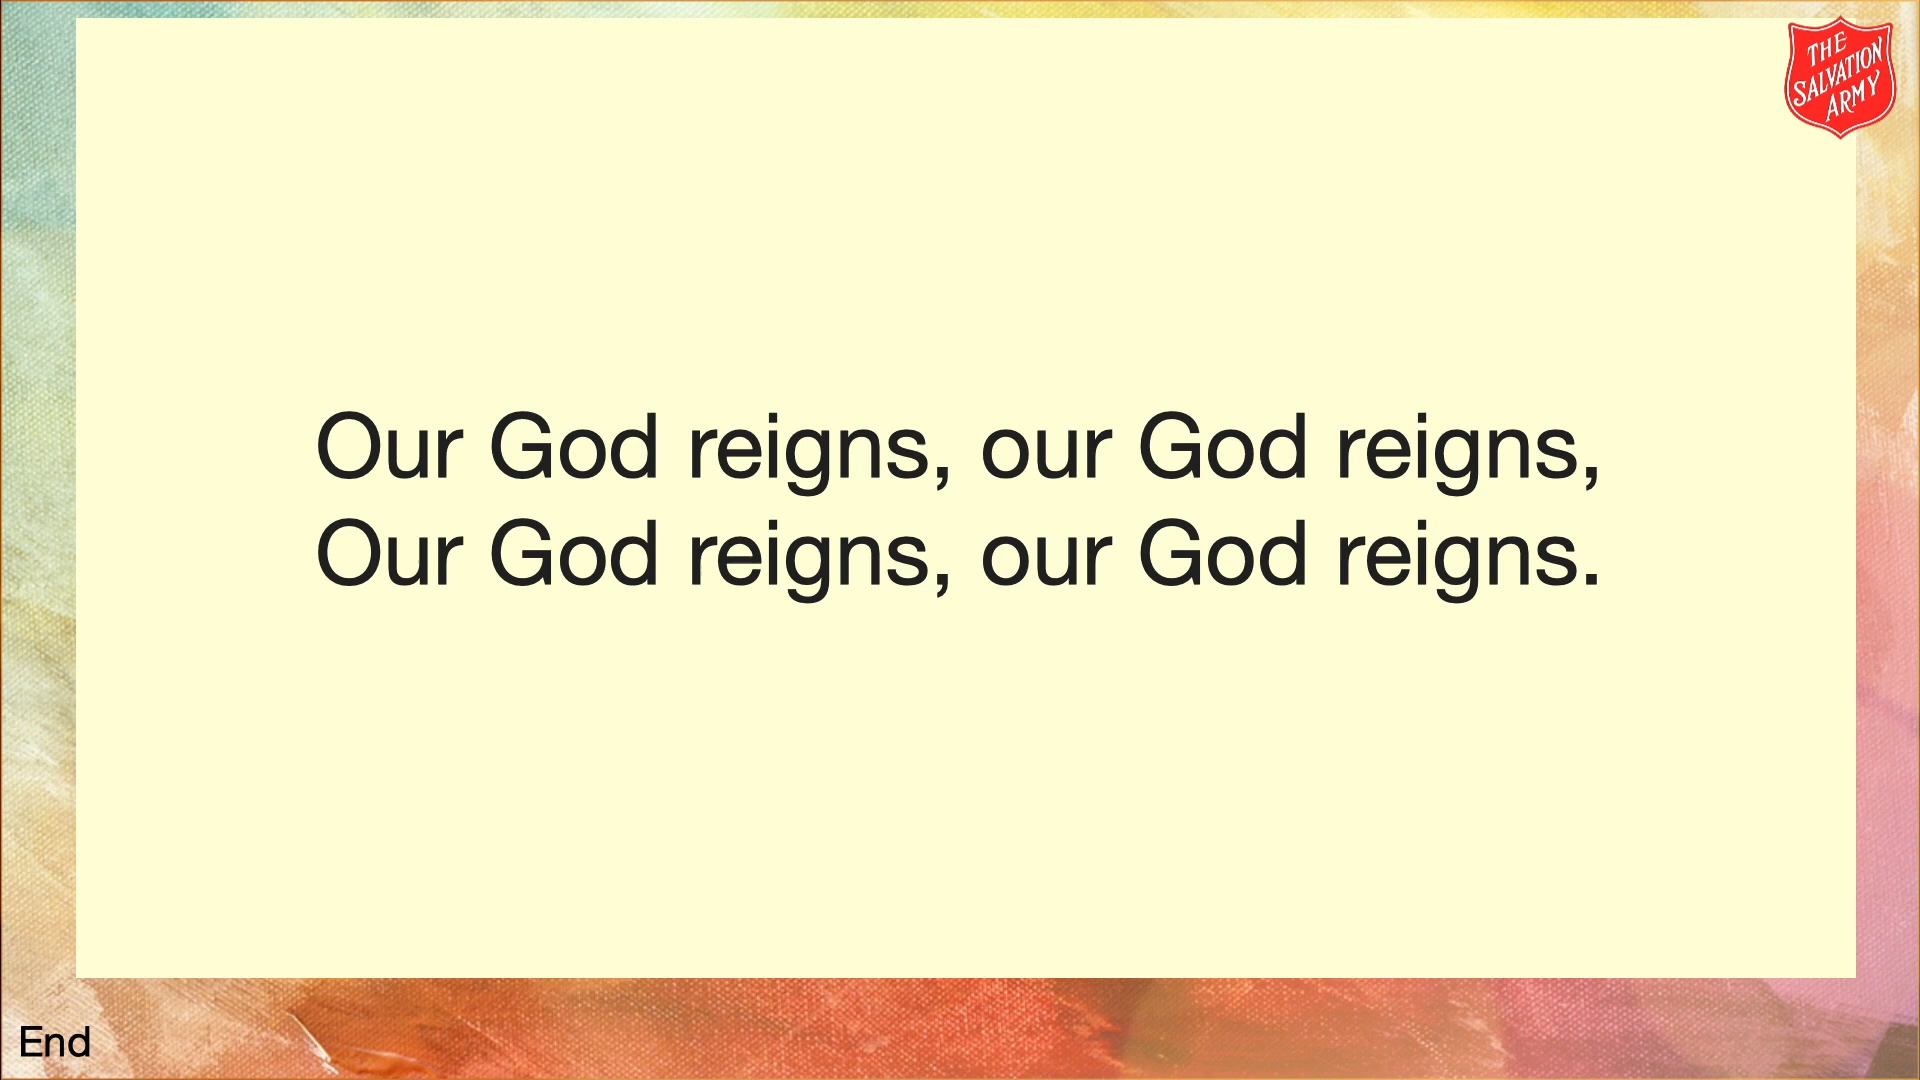 THE
SALVATION
ARMY
Our God reigns, our God reigns,
Our God reigns, our God reigns.
End